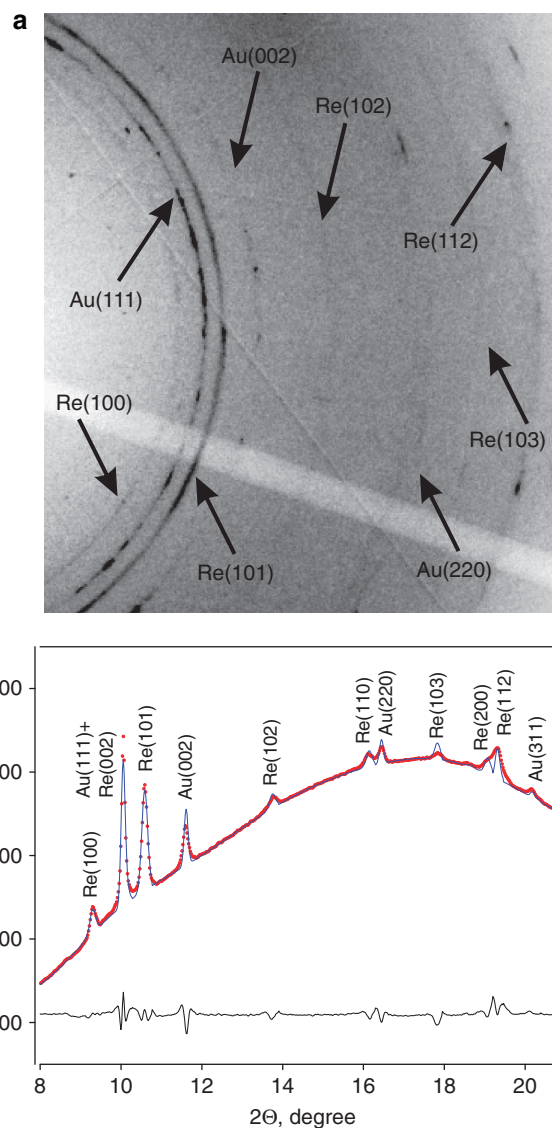 a
Au(002)
Re(102)
Re(112)
Au(111)
Re(100)
Re(103)
Re(101)
Au(220)
Re(100)
Au(111)+
Re(002)
Re(101)
Au(002)
Re(102)
Re(110)
Au(220)
Re(103)
Re(200)
Re(112)
Au(311)
00
00
00
00
00
8 10 12 14 16 18 20
2Θ, degree